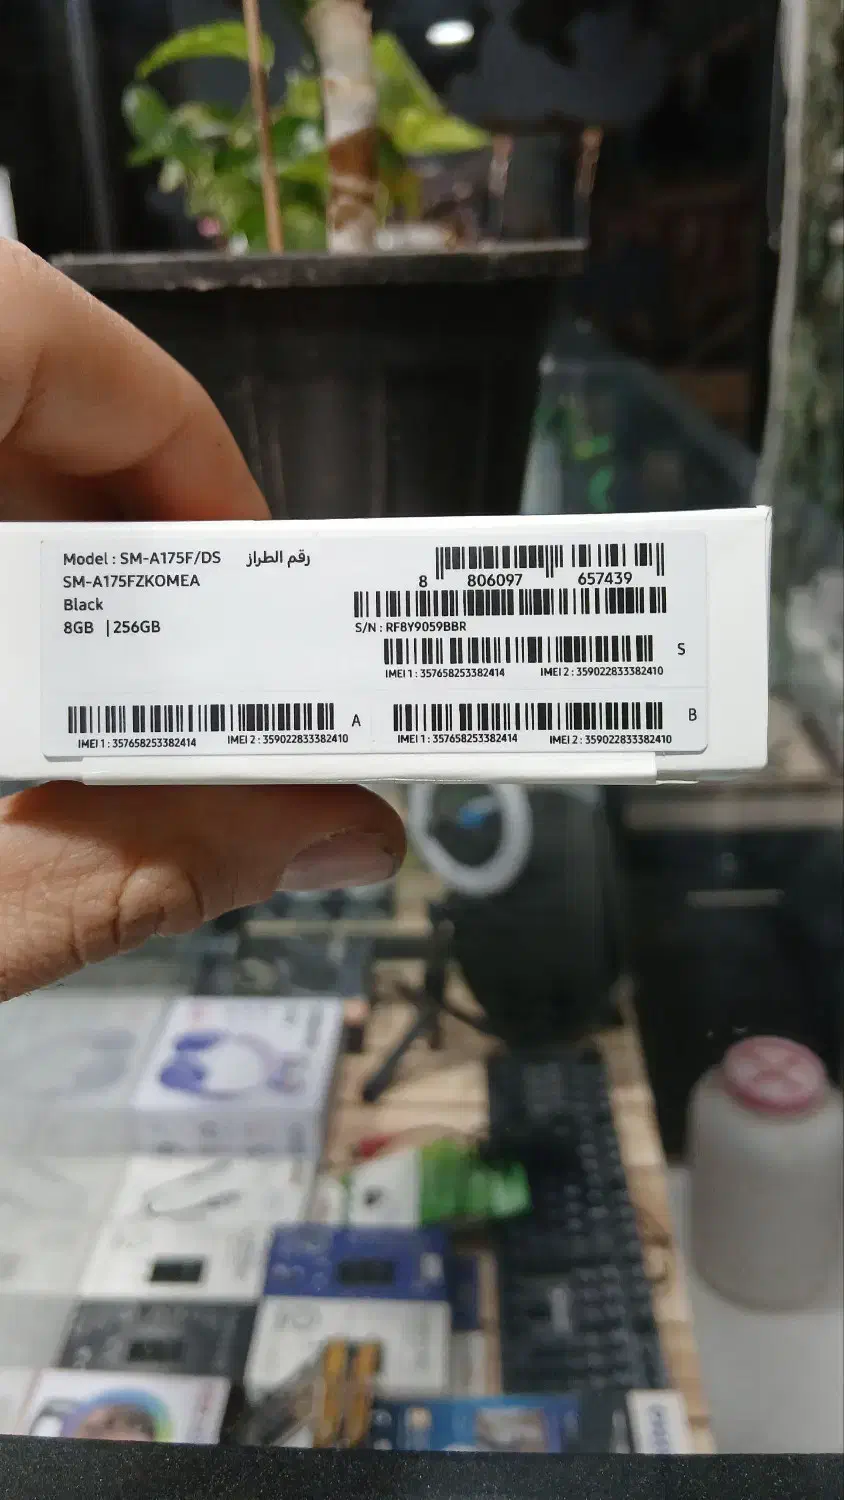 Model : SM-A175F/DS رقم الطراز
SM-A175FZKOMEA
Black
8GB | 256GB
8 806097 657439
S/N : RF8Y9059BBR
S
IMEI 1 : 357658253382414 IMEI 2 : 359022833382410
A
IMEI 1 : 357658253382414 IMEI 2 : 359022833382410
B
IMEI 1 : 357658253382414 IMEI 2 : 359022833382410